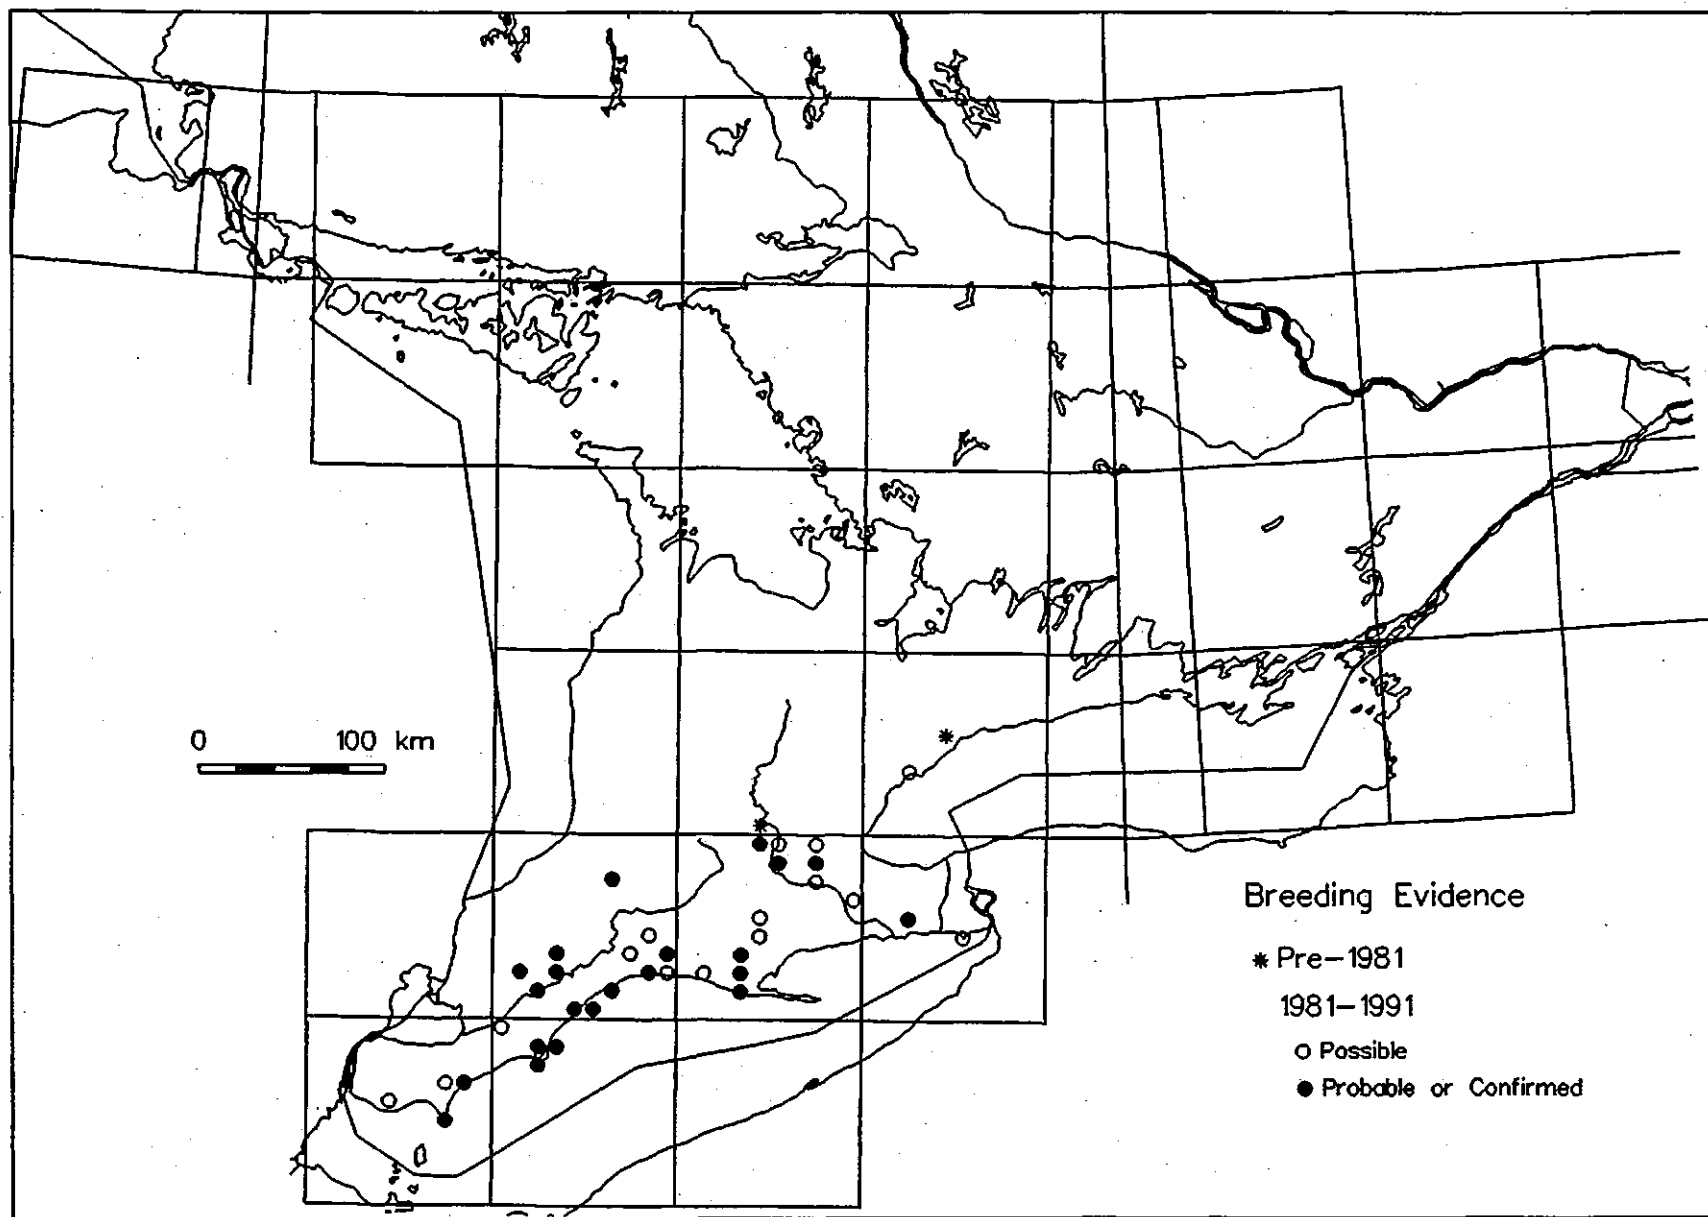 0 100 km
Breeding Evidence
* Pre-1981
1981-1991
Possible
Probable or Confirmed